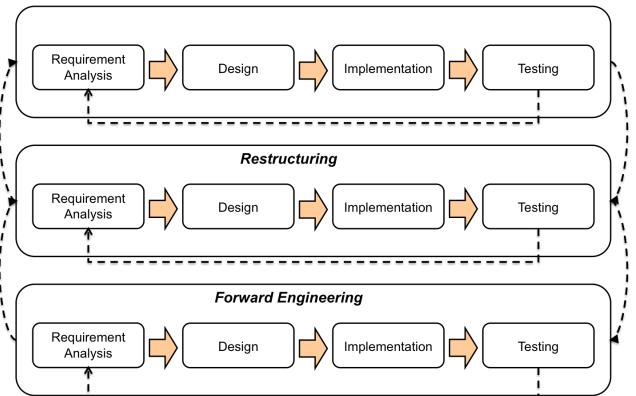 Requirement
Analysis
Design
Implementation
Testing
Restructuring
Requirement
Analysis
Design
Implementation
Testing
Forward Engineering
Requirement
Analysis
Design
Implementation
Testing